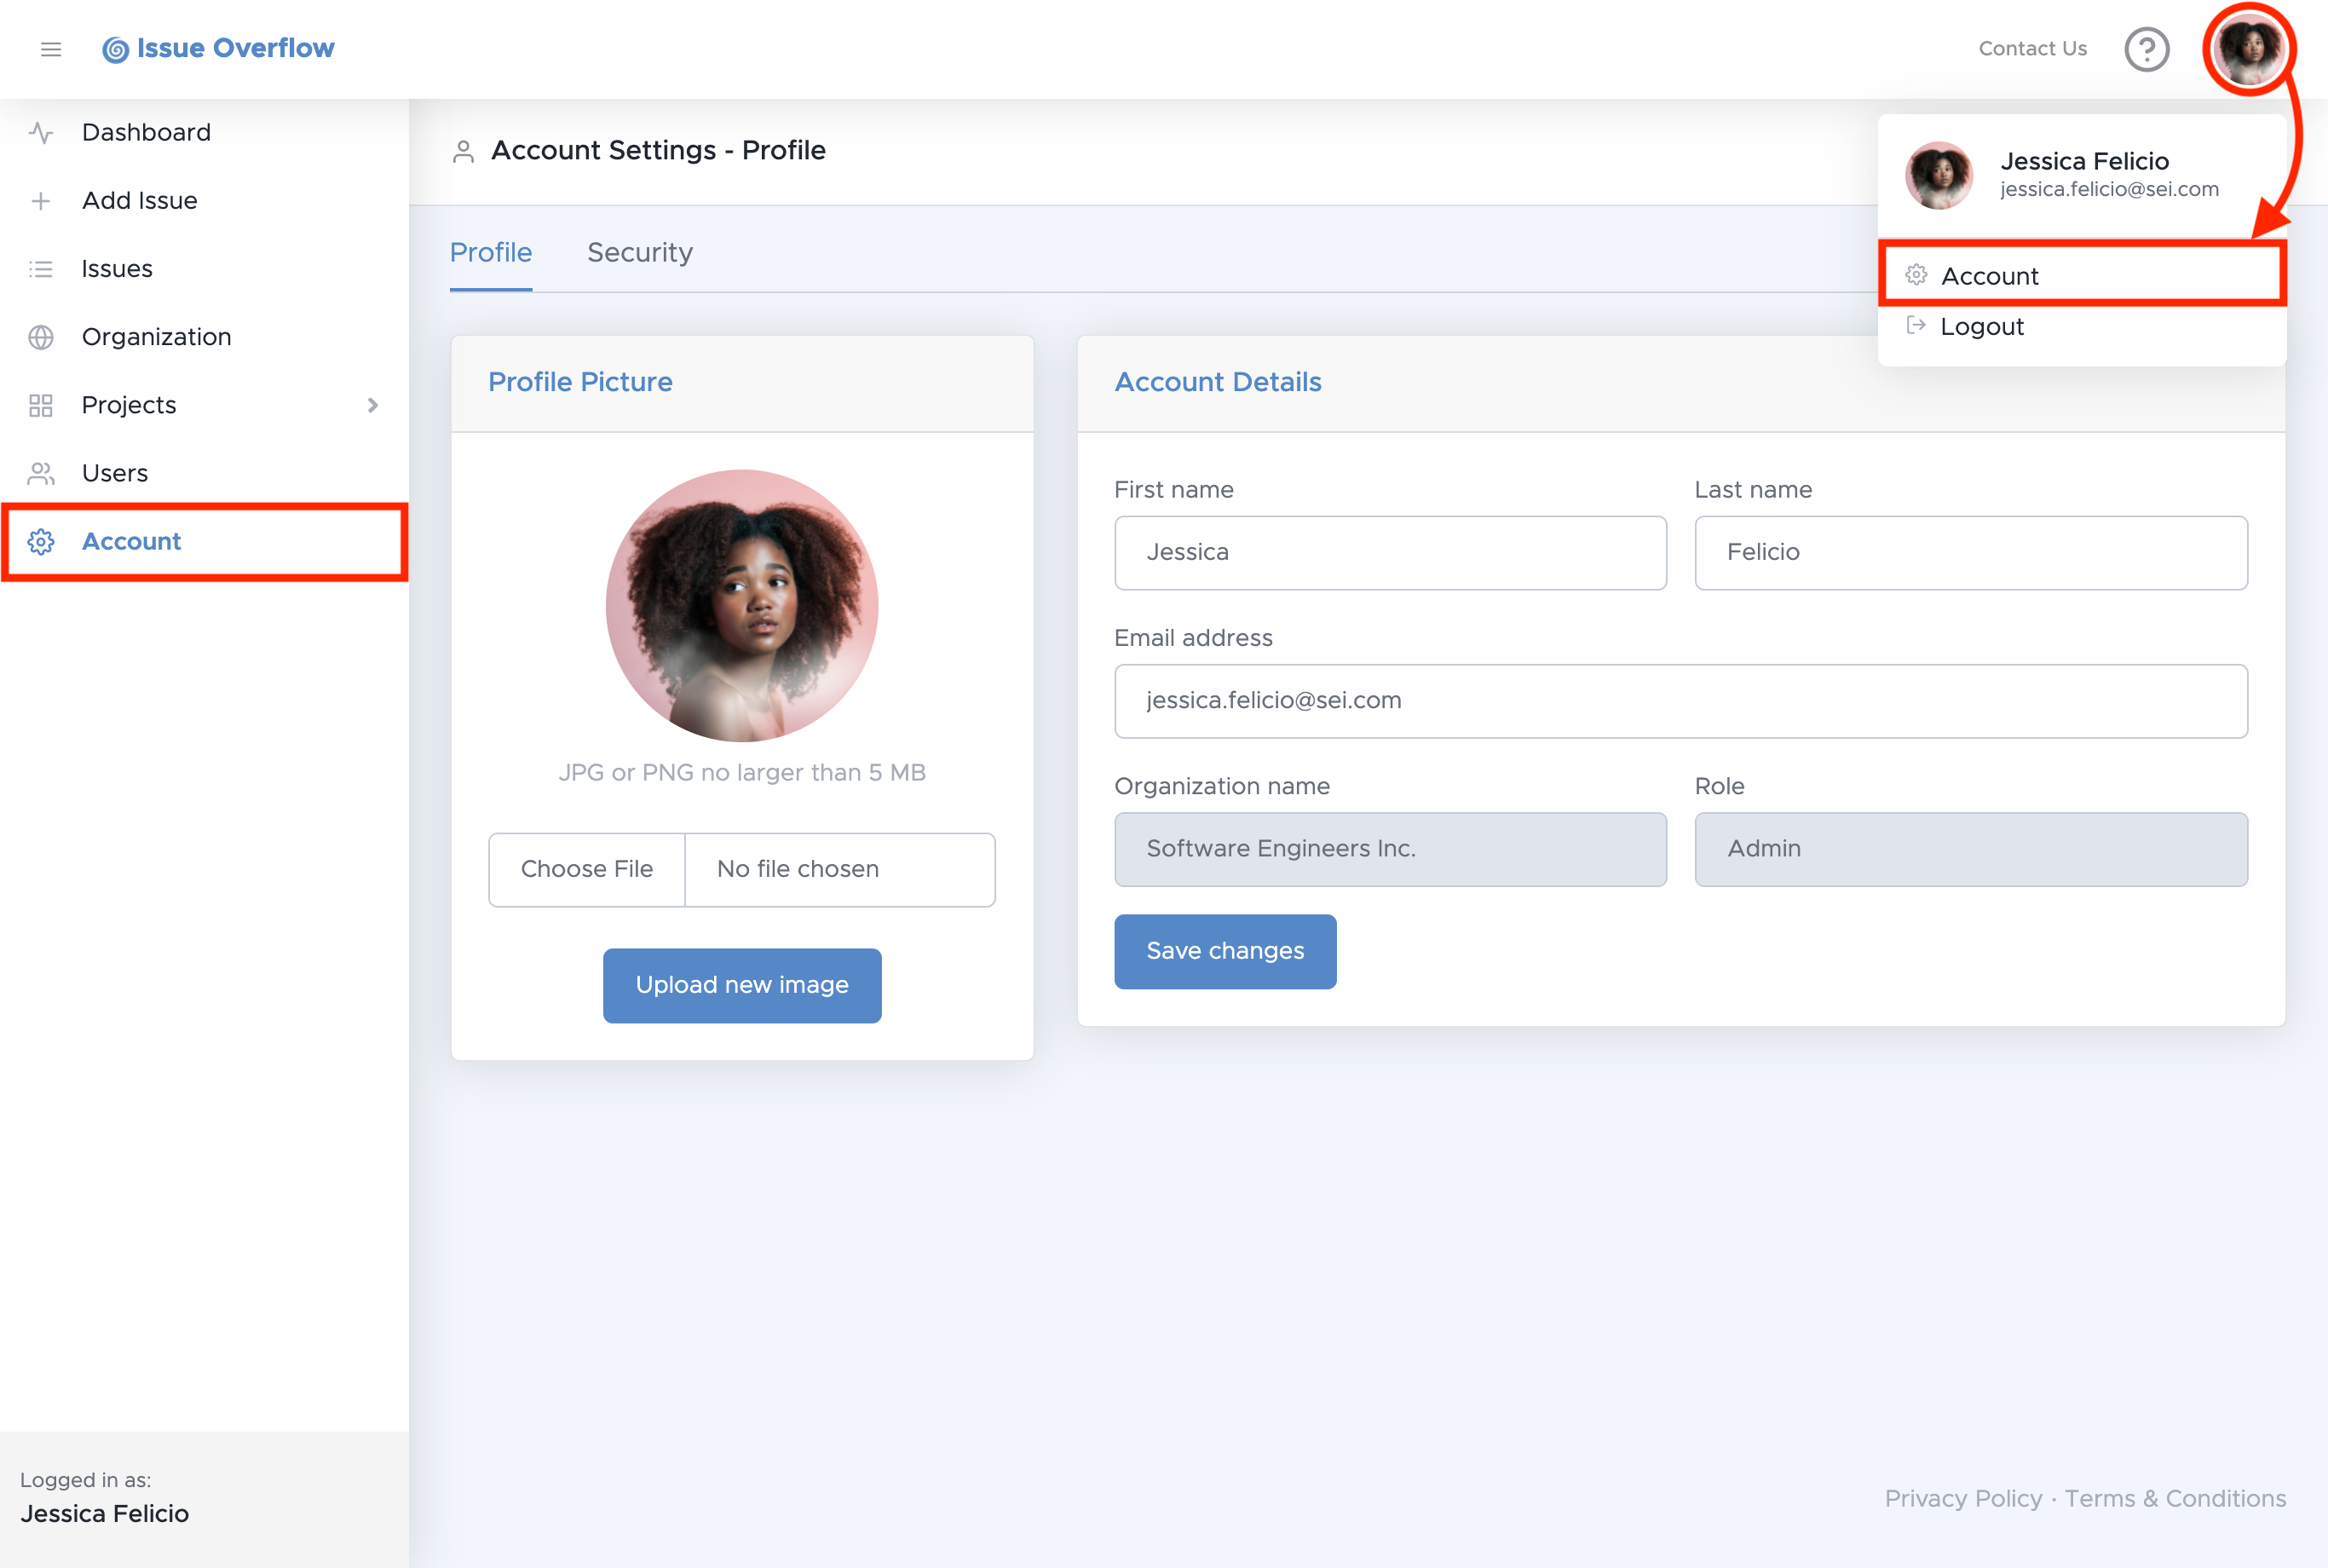 Issue Overflow
Contact Us
Dashboard
Add Issue
Issues
Organization
Projects
Users
Account
Account Settings - Profile
Jessica Felicio
jessica.felicio@sei.com
Account
Logout
Profile Security
Profile Picture
JPG or PNG no larger than 5 MB
Choose File No file chosen
Upload new image
Account Details
First name Last name
Jessica Felicio
Email address
jessica.felicio@sei.com
Organization name Role
Software Engineers Inc. Admin
Save changes
Logged in as:
Jessica Felicio
Privacy Policy · Terms & Conditions